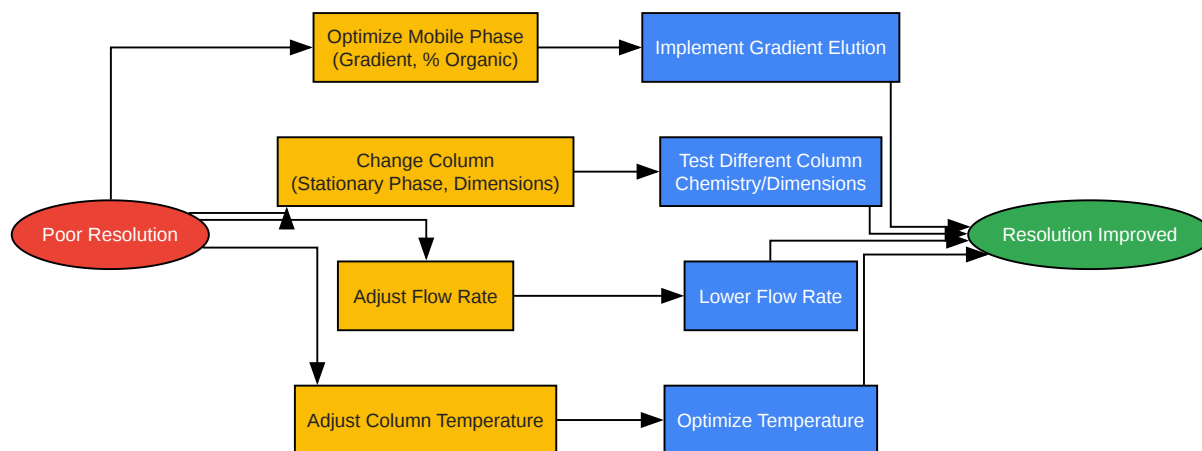 Optimize Mobile Phase
(Gradient, % Organic)
Implement Gradient Elution
Change Column
(Stationary Phase, Dimensions)
Test Different Column
Chemistry/Dimensions
Poor Resolution
Resolution Improved
Adjust Flow Rate
Lower Flow Rate
Adjust Column Temperature
Optimize Temperature